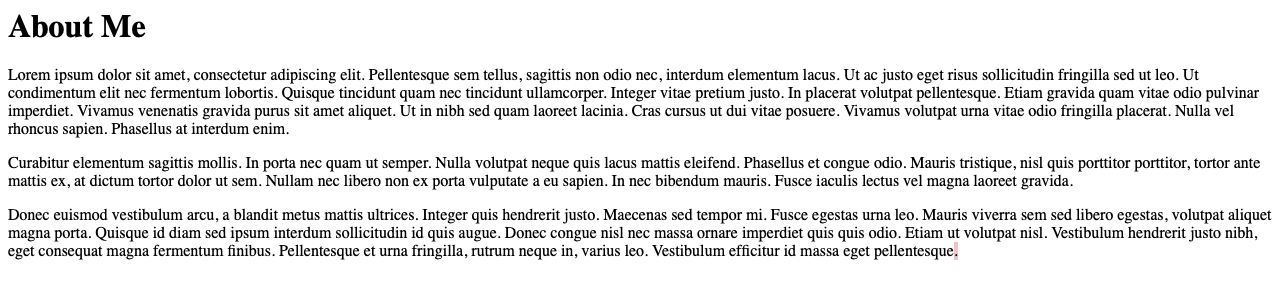 About Me
Lorem ipsum dolor sit amet, consectetur adipiscing elit. Pellentesque sem tellus, sagittis non odio nec, interdum elementum lacus. Ut ac justo eget risus sollicitudin fringilla sed ut leo. Ut
condimentum elit nec fermentum lobortis. Quisque tincidunt quam nec tincidunt ullamcorper. Integer vitae pretium justo. In placerat volutpat pellentesque. Etiam gravida quam vitae odio pulvinar
imperdiet. Vivamus venenatis gravida purus sit amet aliquet. Ut in nibh sed quam laoreet lacinia. Cras cursus ut dui vitae posuere. Vivamus volutpat urna vitae odio fringilla placerat. Nulla vel
rhoncus sapien. Phasellus at interdum enim.
Curabitur elementum sagittis mollis. In porta nec quam ut semper. Nulla volutpat neque quis lacus mattis eleifend. Phasellus et congue odio. Mauris tristique, nisl quis porttitor porttitor, tortor ante
mattis ex, at dictum tortor dolor ut sem. Nullam nec libero non ex porta vulputate a eu sapien. In nec bibendum mauris. Fusce iaculis lectus vel magna laoreet gravida.
Donec euismod vestibulum arcu, a blandit metus mattis ultrices. Integer quis hendrerit justo. Maecenas sed tempor mi. Fusce egestas urna leo. Mauris viverra sem sed libero egestas, volutpat aliquet
magna porta. Quisque id diam sed ipsum interdum sollicitudin id quis augue. Donec congue nisl nec massa ornare imperdiet quis quis odio. Etiam ut volutpat nisl. Vestibulum hendrerit justo nibh,
eget consequat magna fermentum finibus. Pellentesque et urna fringilla, rutrum neque in, varius leo. Vestibulum efficitur id massa eget pellentesque.